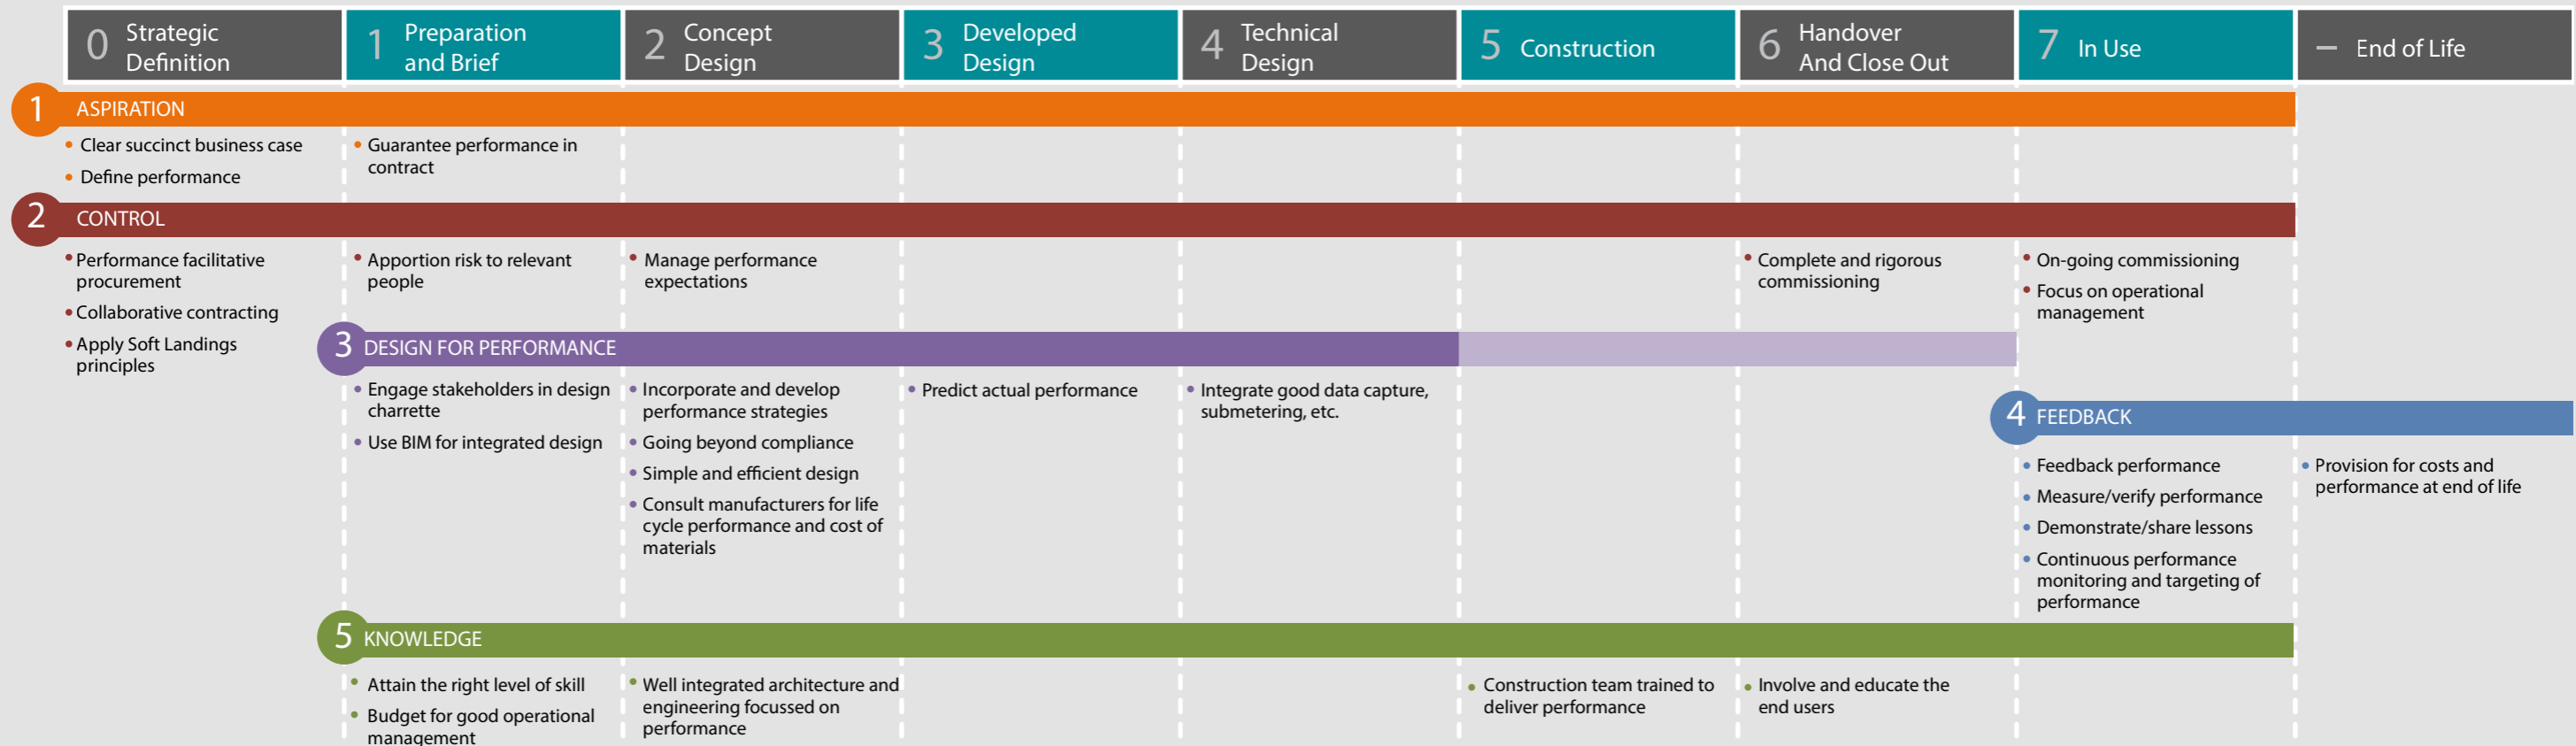 0 Strategic
Definition
1 Preparation
and Brief
2 Concept
Design
3 Developed
Design
4 Technical
Design
5 Construction
6 Handover
And Close Out
7 In Use
– End of Life
1 ASPIRATION
• Clear succinct business case
• Define performance
• Guarantee performance in
contract
2 CONTROL
• Performance facilitative
procurement
• Collaborative contracting
• Apply Soft Landings
principles
• Apportion risk to relevant
people
• Manage performance
expectations
• Complete and rigorous
commissioning
• On-going commissioning
• Focus on operational
management
3 DESIGN FOR PERFORMANCE
• Engage stakeholders in design
charrette
• Use BIM for integrated design
• Incorporate and develop
performance strategies
• Going beyond compliance
• Simple and efficient design
• Consult manufacturers for life
cycle performance and cost of
materials
• Predict actual performance
• Integrate good data capture,
submetering, etc.
4 FEEDBACK
• Feedback performance
• Measure/verify performance
• Demonstrate/share lessons
• Continuous performance
monitoring and targeting of
performance
• Provision for costs and
performance at end of life
5 KNOWLEDGE
• Attain the right level of skill
• Budget for good operational
management
• Well integrated architecture and
engineering focussed on
performance
• Construction team trained to
deliver performance
• Involve and educate the
end users